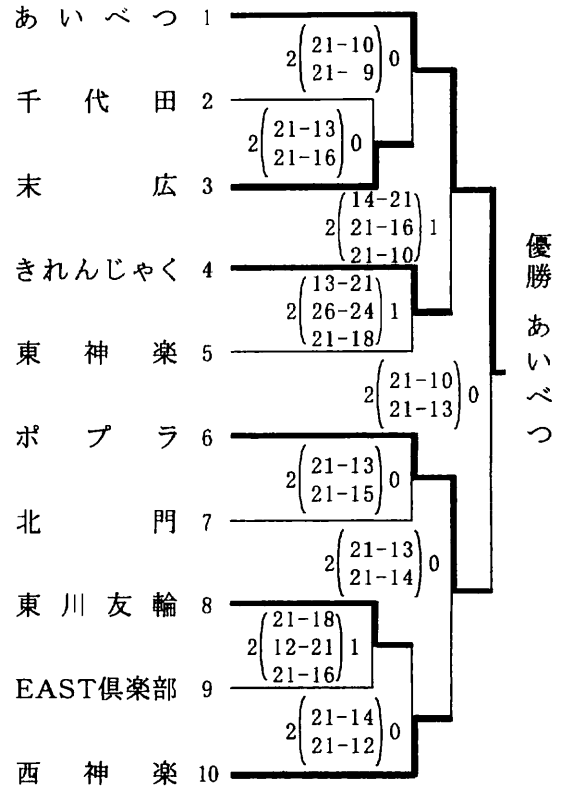 あいべつ 1
2(21-10 21-9)0
千代田 2
2(21-13 21-16)0
末広 3
2(14-21 21-16 21-10)1
きれんじゃく 4
2(13-21 26-24 21-18)1
東神楽 5
2(21-10 21-13)0
優勝 あいべつ
ポプラ 6
2(21-13 21-15)0
北門 7
2(21-13 21-14)0
東川友輪 8
2(21-18 12-21 21-16)1
EAST倶楽部 9
2(21-14 21-12)0
西神楽 10